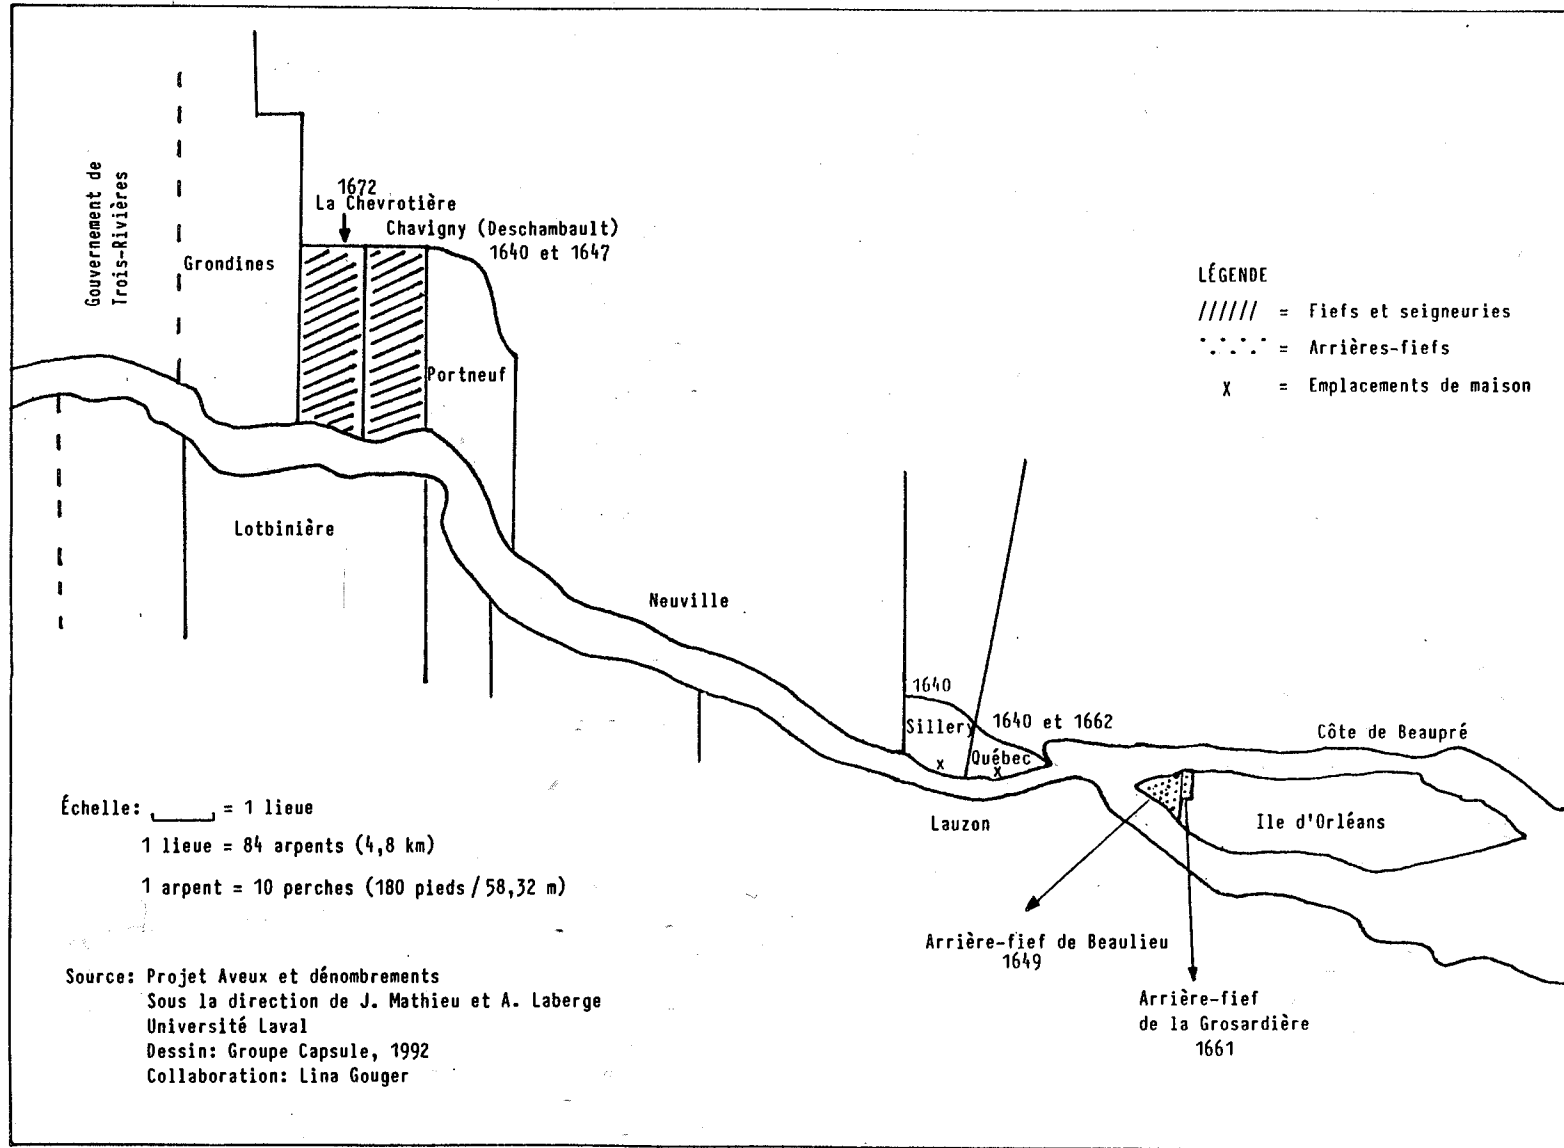 Gouvernement de
Trois-Rivières
Grondines
1672
La Chevrotière
Chavigny (Deschambault)
1640 et 1647
Portneuf
LÉGENDE
////// = Fiefs et seigneuries
= Arrières-fiefs
X = Emplacements de maison
Lotbinière
Neuville
1640
Sillery
x
1640 et 1662
Québec
x
Côte de Beaupré
Lauzon
Ile d'Orléans
Arrière-fief de Beaulieu
1649
Arrière-fief
de la Grosardière
1661
Échelle: = 1 lieue
1 lieue = 84 arpents (4,8 km)
1 arpent = 10 perches (180 pieds / 58,32 m)
Source: Projet Aveux et dénombrements
Sous la direction de J. Mathieu et A. Laberge
Université Laval
Dessin: Groupe Capsule, 1992
Collaboration: Lina Gouger